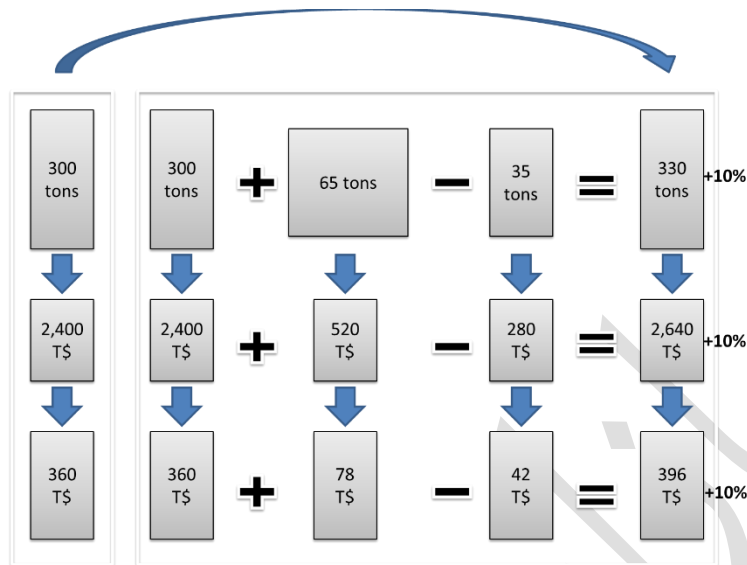 300
tons
300
tons
+
65 tons
−
35
tons
=
330
tons
+10%
2,400
T$
2,400
T$
+
520
T$
−
280
T$
=
2,640
T$
+10%
360
T$
360
T$
+
78
T$
−
42
T$
=
396
T$
+10%